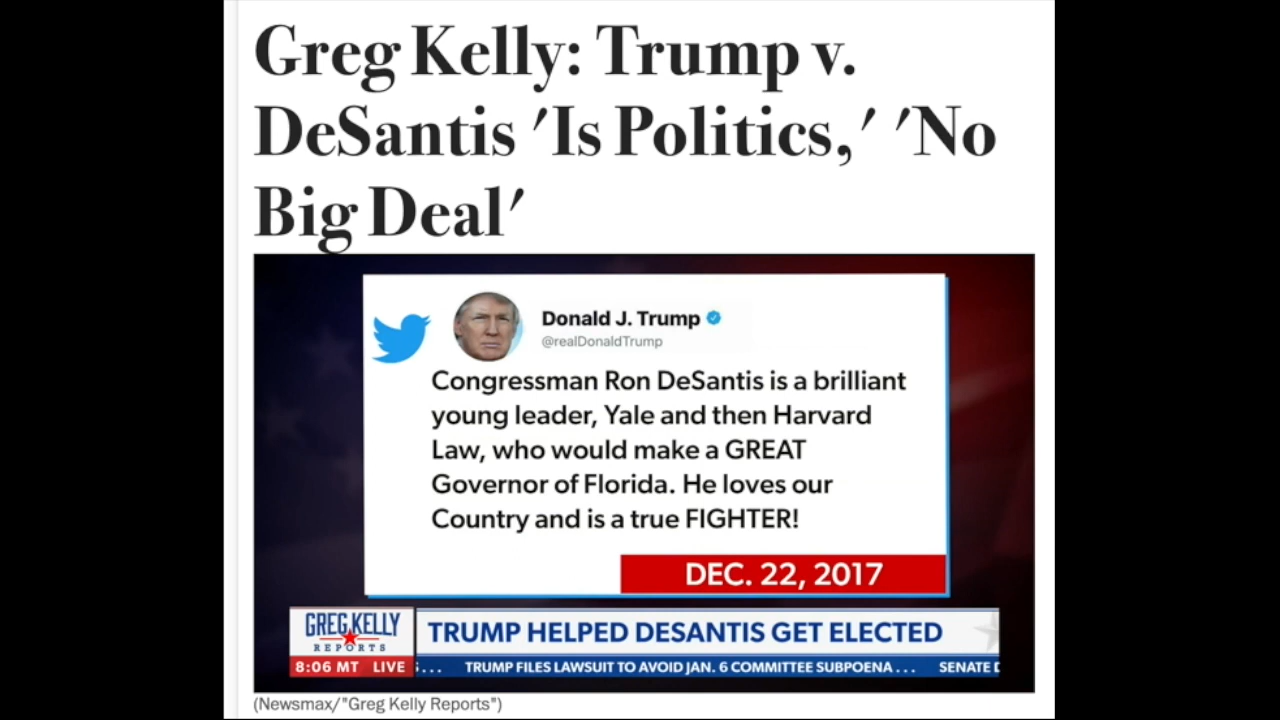 Greg Kelly: Trump v.
DeSantis 'Is Politics,' 'No
Big Deal'
Donald J. Trump
@realDonaldTrump
Congressman Ron DeSantis is a brilliant
young leader, Yale and then Harvard
Law, who would make a GREAT
Governor of Florida. He loves our
Country and is a true FIGHTER!
DEC. 22, 2017
GREG KELLY
REPORTS
TRUMP HELPED DESANTIS GET ELECTED
8:06 MT LIVE
... TRUMP FILES LAWSUIT TO AVOID JAN. 6 COMMITTEE SUBPOENA ... SENATE
(Newsmax/"Greg Kelly Reports")